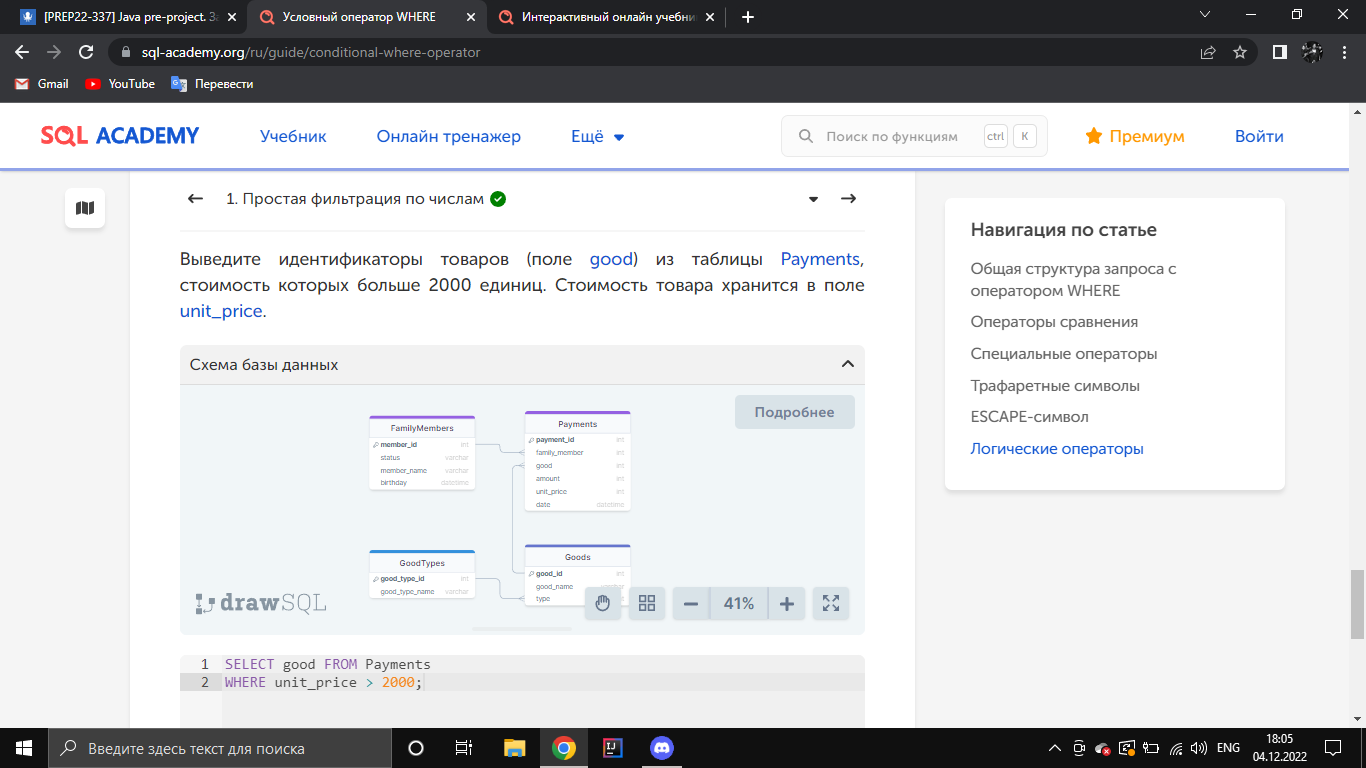 [PREP22-337] Java pre-project. За
Условный оператор WHERE
Интерактивный онлайн учебни
sql-academy.org/ru/guide/conditional-where-operator
Gmail
YouTube
Перевести
SQL ACADEMY
Учебник
Онлайн тренажер
Ещё
Поиск по функциям
ctrl
K
Премиум
Войти
1. Простая фильтрация по числам
Выведите идентификаторы товаров (поле good) из таблицы Payments,
стоимость которых больше 2000 единиц. Стоимость товара хранится в поле
unit_price.
Схема базы данных
Подробнее
FamilyMembers
member_id int
status varchar
member_name varchar
birthday datetime
Payments
payment_id int
family_member int
good int
amount int
unit_price int
date datetime
GoodTypes
good_type_id int
good_type_name varchar
Goods
good_id int
good_name varchar
type
drawSQL
41%
1 SELECT good FROM Payments
2 WHERE unit_price > 2000;
Навигация по статье
Общая структура запроса с
оператором WHERE
Операторы сравнения
Специальные операторы
Трафаретные символы
ESCAPE-символ
Логические операторы
Введите здесь текст для поиска
ENG
18:05
04.12.2022